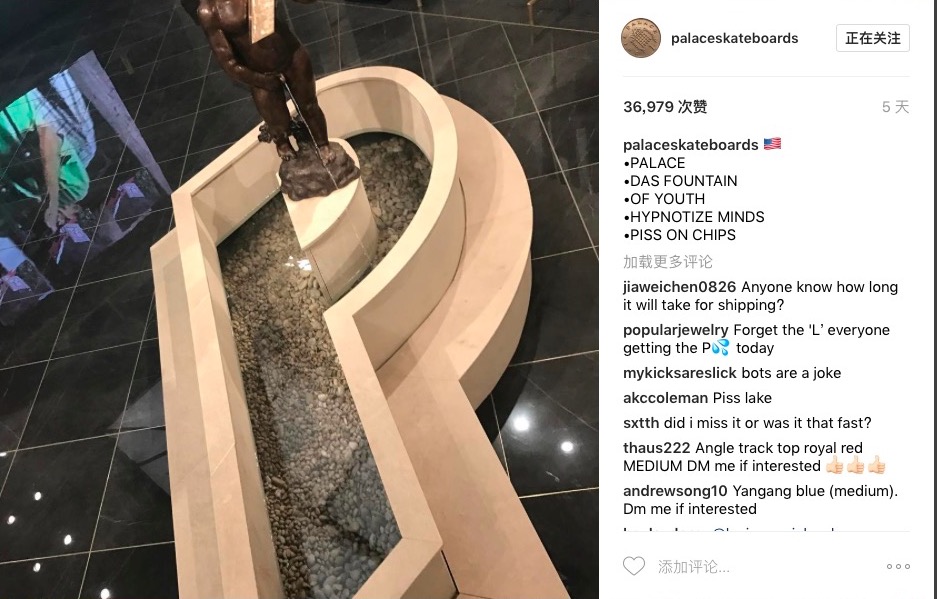 palaceskateboards
正在关注
36,979 次赞
5 天
palaceskateboards 🇺🇸
•PALACE
•DAS FOUNTAIN
•OF YOUTH
•HYPNOTIZE MINDS
•PISS ON CHIPS
加载更多评论
jiaweichen0826 Anyone know how long
it will take for shipping?
popularjewelry Forget the 'L' everyone
getting the P💦 today
mykicksareslick bots are a joke
akccoleman Piss lake
sxtth did i miss it or was it that fast?
thaus222 Angle track top royal red
MEDIUM DM me if interested 👍🏻👍🏻👍🏻
andrewsong10 Yangang blue (medium).
Dm me if interested
添加评论...